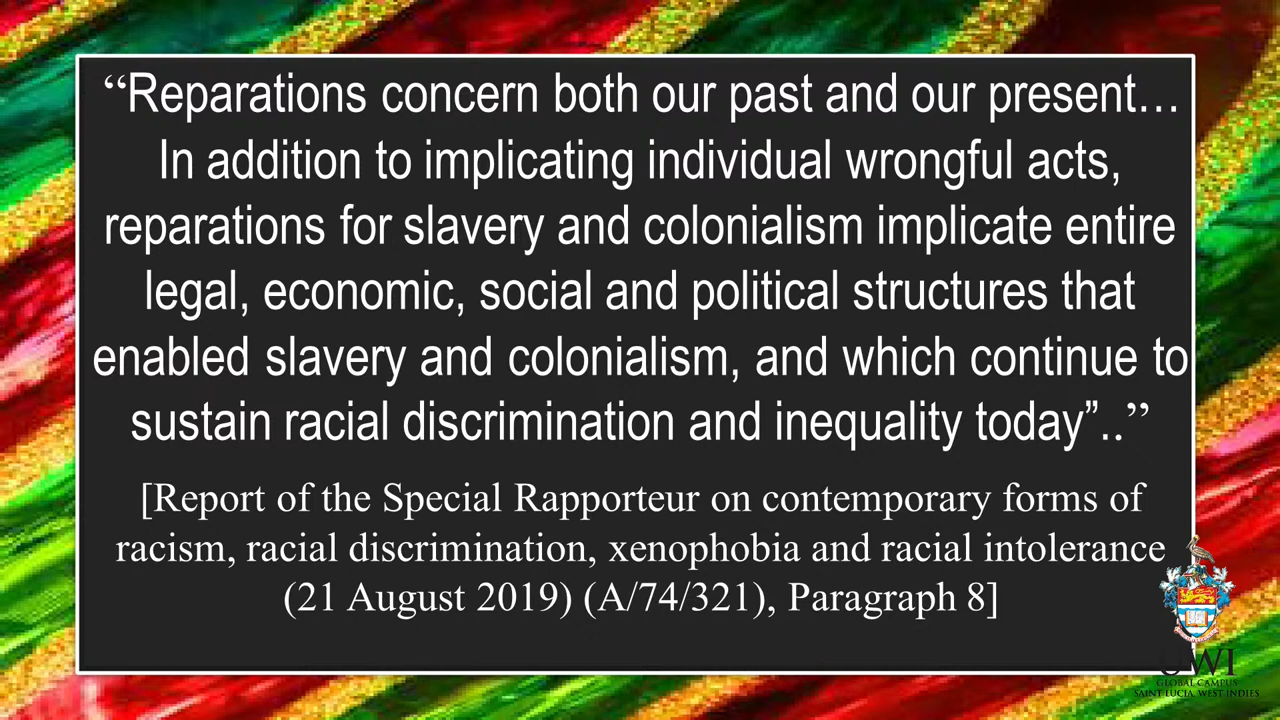 “Reparations concern both our past and our present…
In addition to implicating individual wrongful acts,
reparations for slavery and colonialism implicate entire
legal, economic, social and political structures that
enabled slavery and colonialism, and which continue to
sustain racial discrimination and inequality today”..”
[Report of the Special Rapporteur on contemporary forms of
racism, racial discrimination, xenophobia and racial intolerance
(21 August 2019) (A/74/321), Paragraph 8]
UWI
GLOBAL CAMPUS
SAINT LUCIA, WEST INDIES